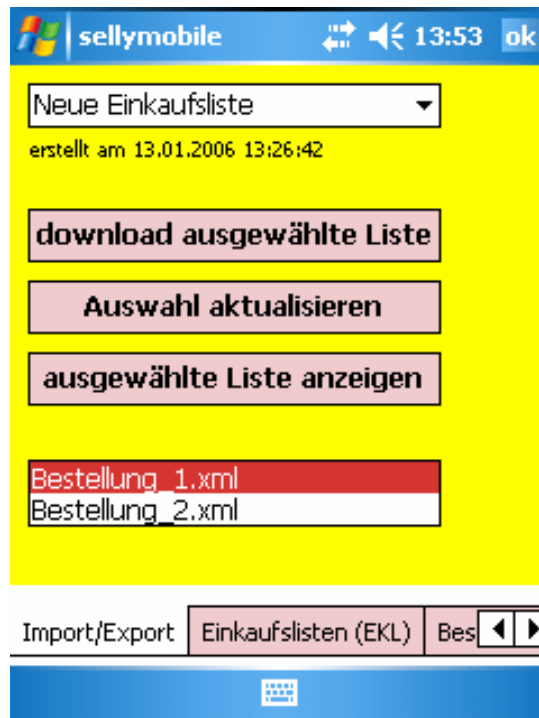 sellymobile 13:53 ok
Neue Einkaufsliste
erstellt am 13.01.2006 13:26:42
download ausgewählte Liste
Auswahl aktualisieren
ausgewählte Liste anzeigen
Bestellung_1.xml
Bestellung_2.xml
Import/Export Einkaufslisten (EKL) Bes